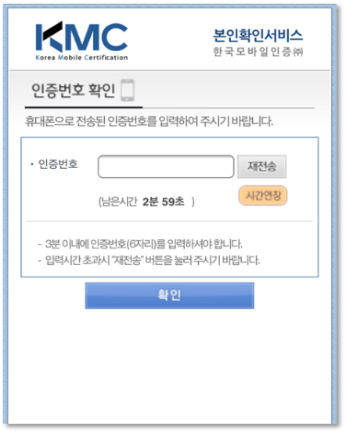 KMC
Korea Mobile Certification
본인확인서비스
한국모바일인증㈜
인증번호 확인
휴대폰으로 전송된 인증번호를 입력하여 주시기 바랍니다.
· 인증번호 재전송
(남은시간 2분 59초 ) 시간연장
- 3분 이내에 인증번호(6자리)를 입력하셔야 합니다.
- 입력시간 초과시 "재전송" 버튼을 눌러 주시기 바랍니다.
확인